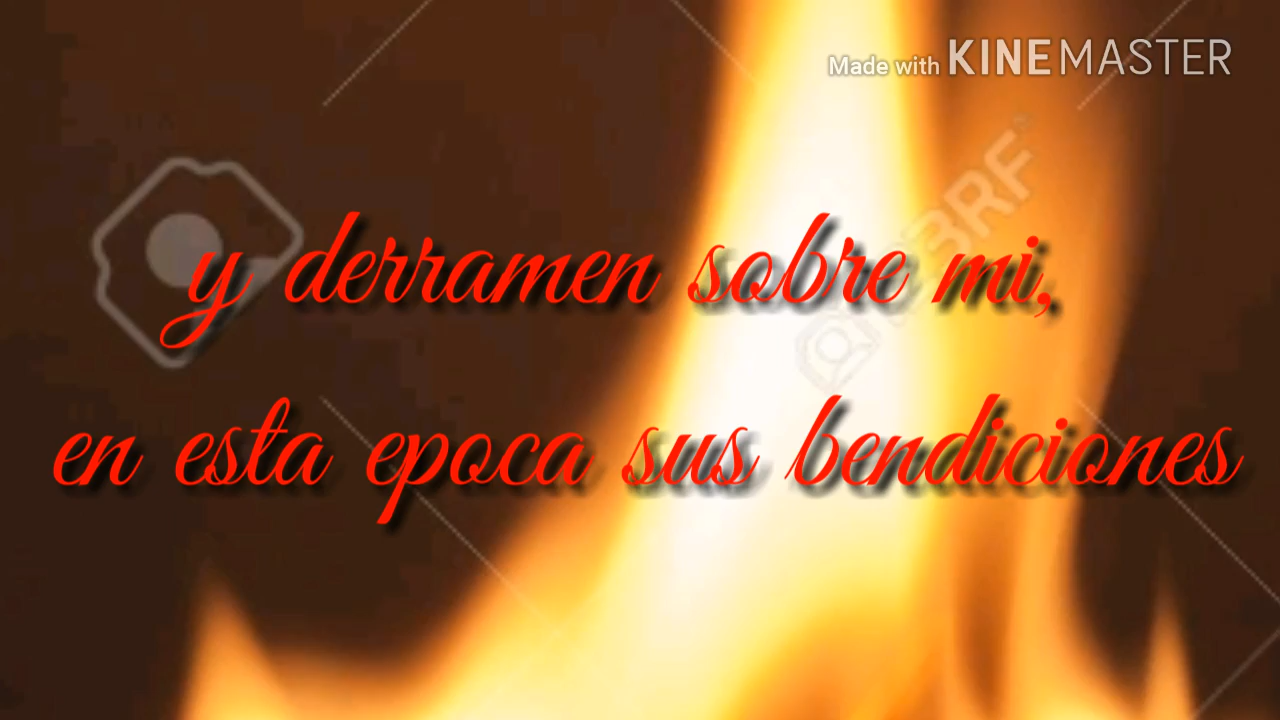 Made with KINEMASTER
y derramen sobre mi,
en esta epoca sus bendiciones